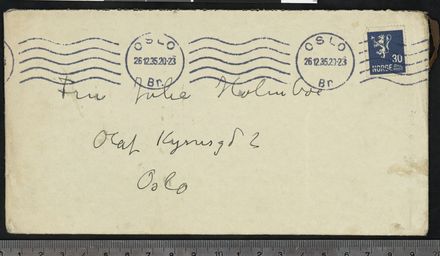 OSLO OSLO
26.12.35.20-23 26.12.35.20-23
Br. Br.
30
NORGE
Fru Julie Holmboe
Olaf Kyrresgd 2
Oslo